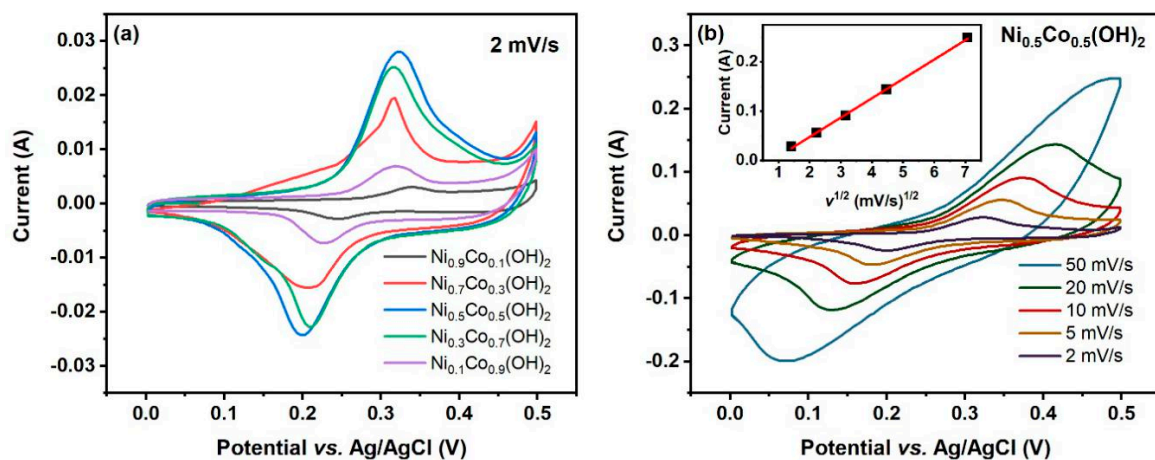 (a)
2 mV/s
0.03
0.02
0.01
0.00
-0.01
-0.02
-0.03
Current (A)
Ni0.9Co0.1(OH)2
Ni0.7Co0.3(OH)2
Ni0.5Co0.5(OH)2
Ni0.3Co0.7(OH)2
Ni0.1Co0.9(OH)2
0.0 0.1 0.2 0.3 0.4 0.5
Potential vs. Ag/AgCl (V)
(b)
Ni0.5Co0.5(OH)2
0.3
0.2
0.1
0.0
-0.1
-0.2
Current (A)
0.2
0.1
0.0
Current (A)
1 2 3 4 5 6 7
v1/2 (mV/s)1/2
50 mV/s
20 mV/s
10 mV/s
5 mV/s
2 mV/s
0.0 0.1 0.2 0.3 0.4 0.5
Potential vs. Ag/AgCl (V)